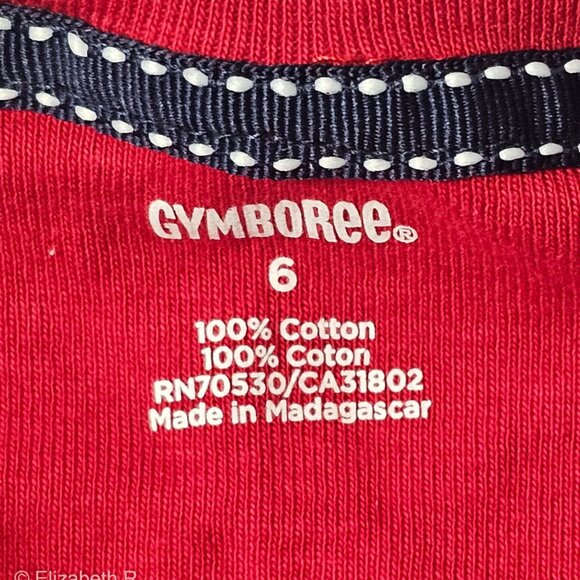 GYMBOREE®
6
100% Cotton
100% Coton
RN70530/CA31802
Made in Madagascar
© Elizabeth R